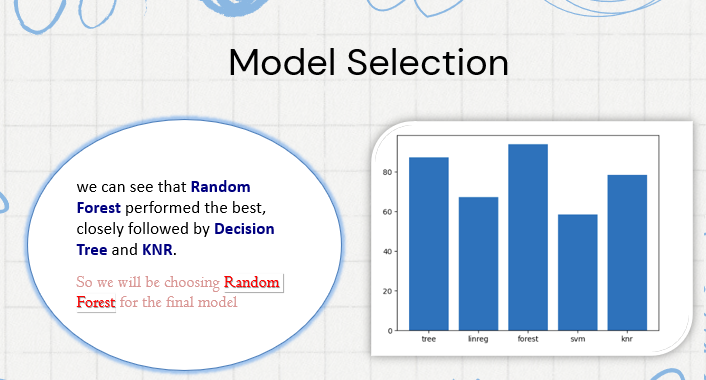 Model Selection
we can see that Random
Forest performed the best,
closely followed by Decision
Tree and KNR.
So we will be choosing Random
Forest for the final model
80
60
40
20
0
tree linreg forest svm knr